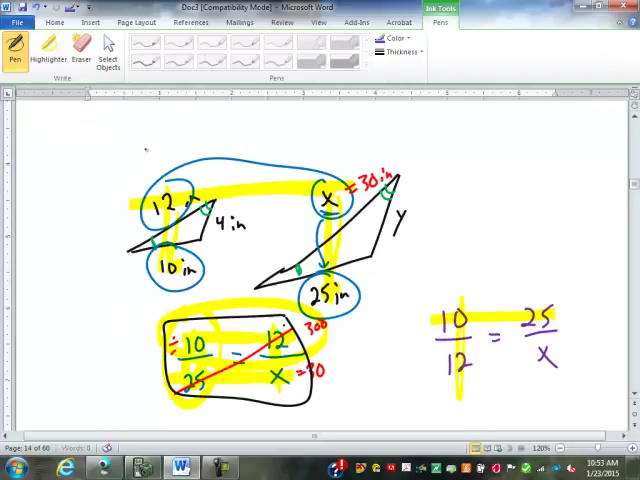 Doc3 [Compatibility Mode] - Microsoft Word
Ink Tools
File Home Insert Page Layout References Mailings Review View Add-Ins Acrobat Pens
Pen Highlighter Eraser Select Objects
Color
Thickness
Write
Pens
x = 30 in
12 in
4 in
y
10 in
25 in
300
÷ 10 = 12
25 x = 30
10 = 25
12 x
Page: 14 of 60 Words: 0
120%
10:53 AM
1/23/2015